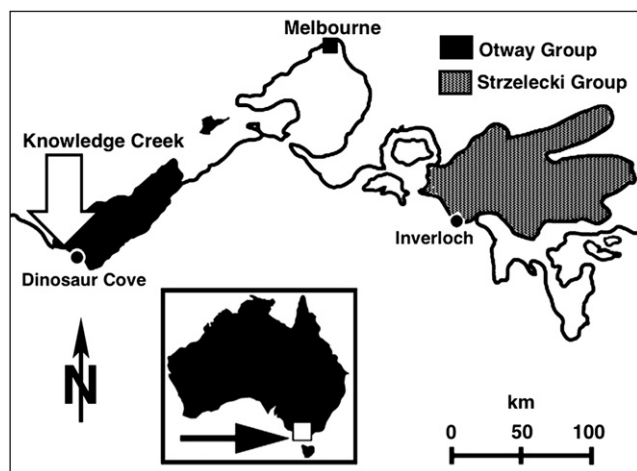 Melbourne
Otway Group
Strzelecki Group
Knowledge Creek
Inverloch
Dinosaur Cove
N
km
0 50 100